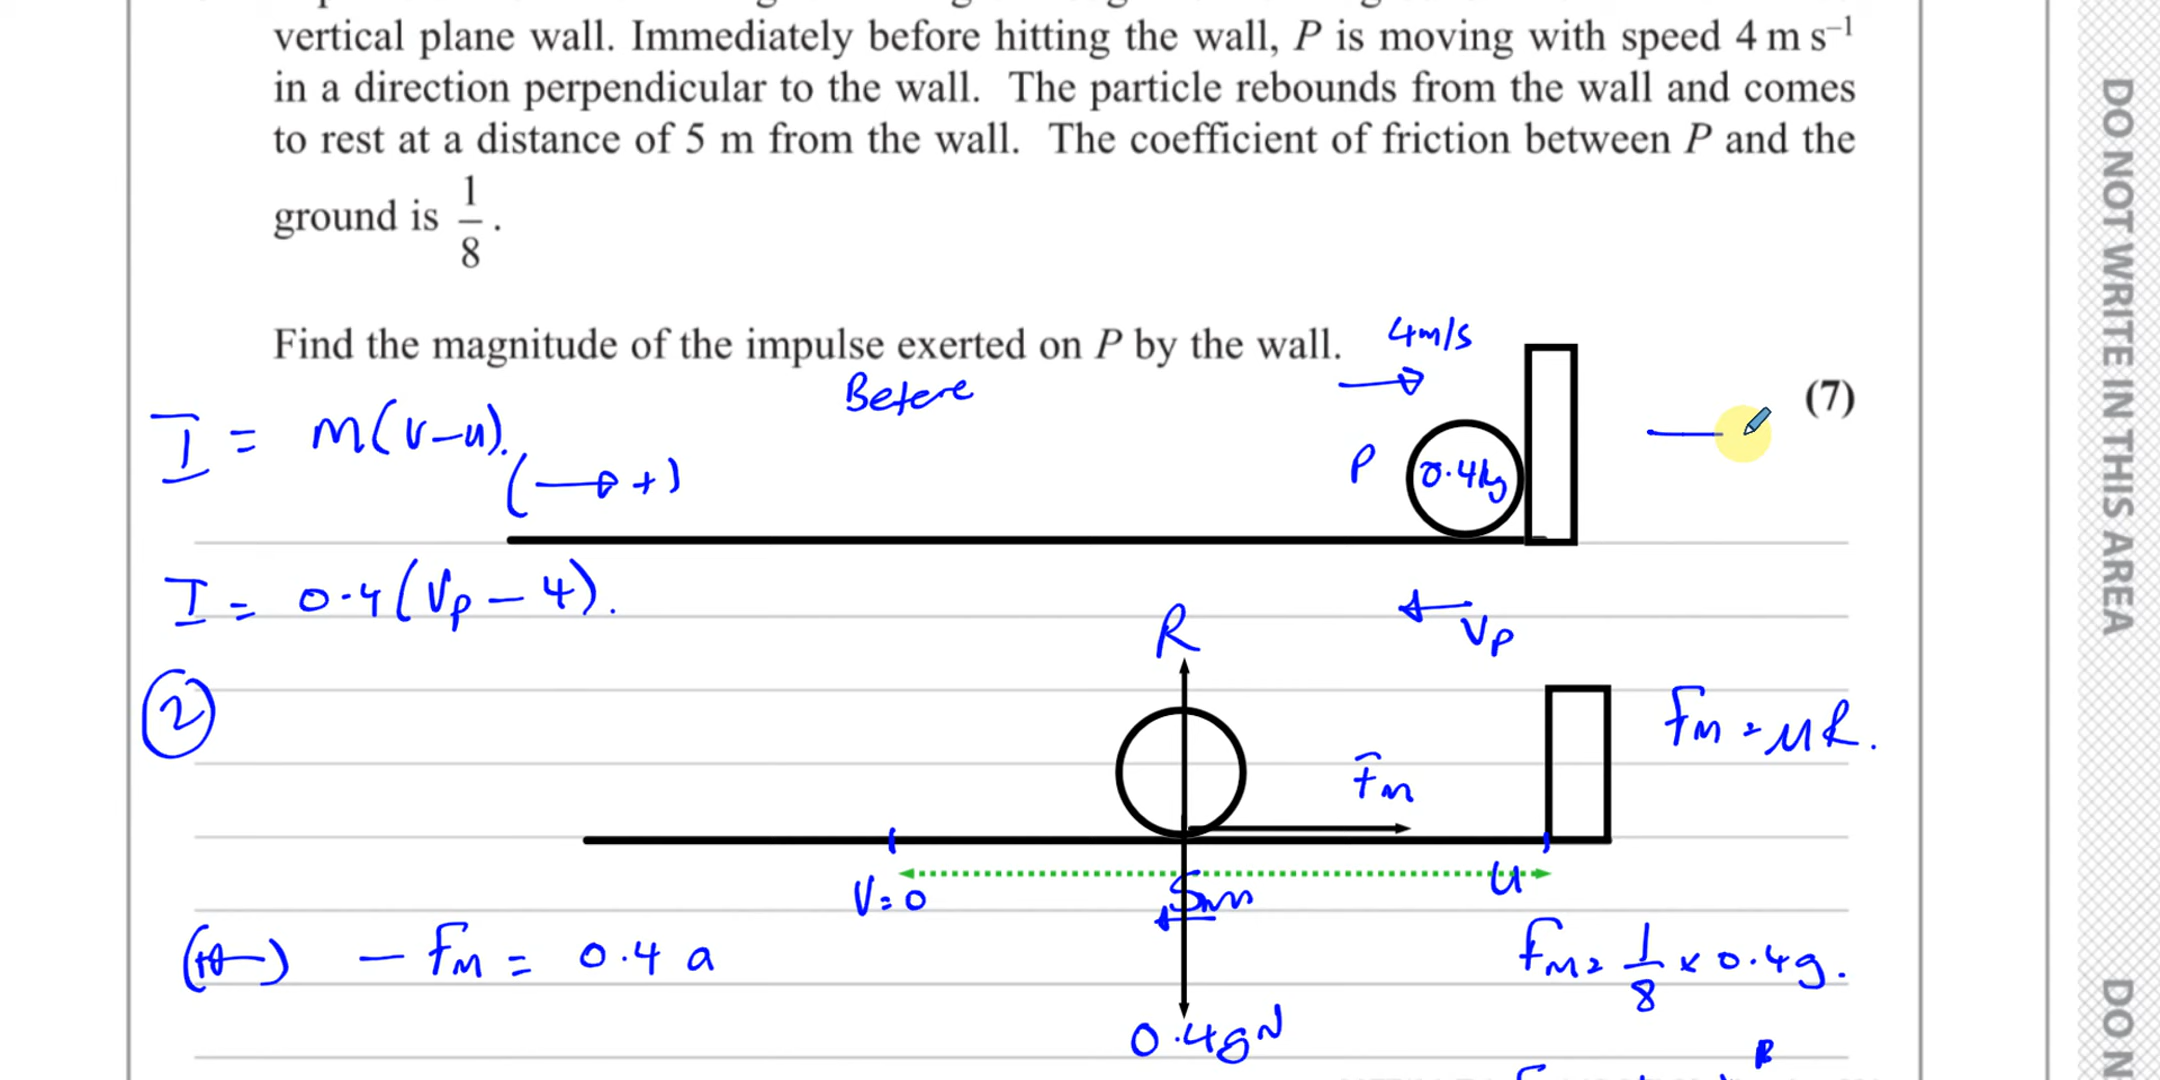 vertical plane wall. Immediately before hitting the wall, P is moving with speed 4 m s⁻¹
in a direction perpendicular to the wall. The particle rebounds from the wall and comes
to rest at a distance of 5 m from the wall. The coefficient of friction between P and the
ground is 1/8 .
Find the magnitude of the impulse exerted on P by the wall.
(7)
4m/s
Before
I = m(v-u).
(→ +)
P
0.4kg
I = 0.4(Vp - 4).
Vp
R
2
Fm = μR.
Fm
V=0
5m
u
(+←) - Fm = 0.4 a
Fm = 1/8 × 0.4g.
0.4gN
R
DO NOT WRITE IN THIS AREA
DO N